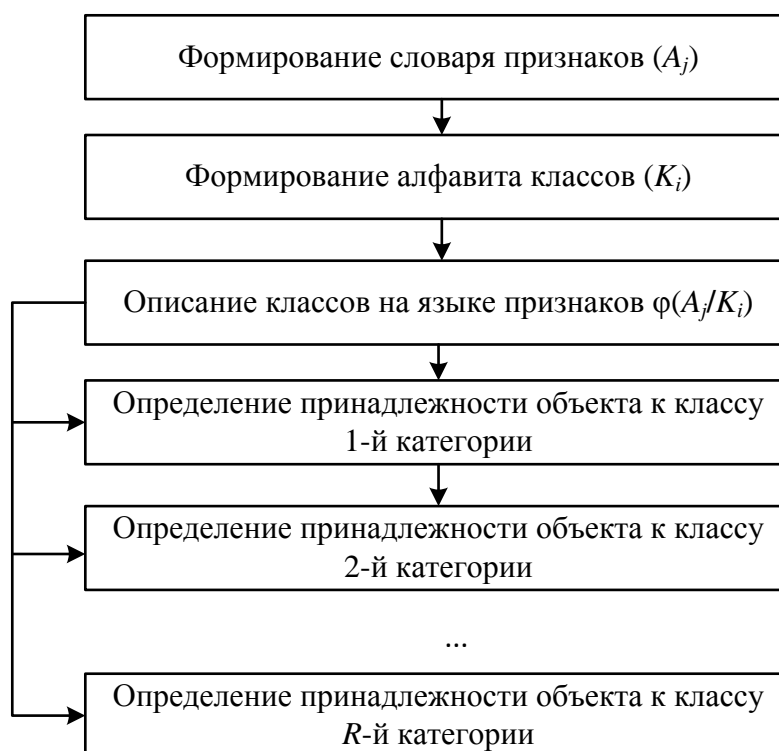 Формирование словаря признаков (Aj)
Формирование алфавита классов (Ki)
Описание классов на языке признаков φ(Aj/Ki)
Определение принадлежности объекта к классу
1-й категории
Определение принадлежности объекта к классу
2-й категории
...
Определение принадлежности объекта к классу
R-й категории